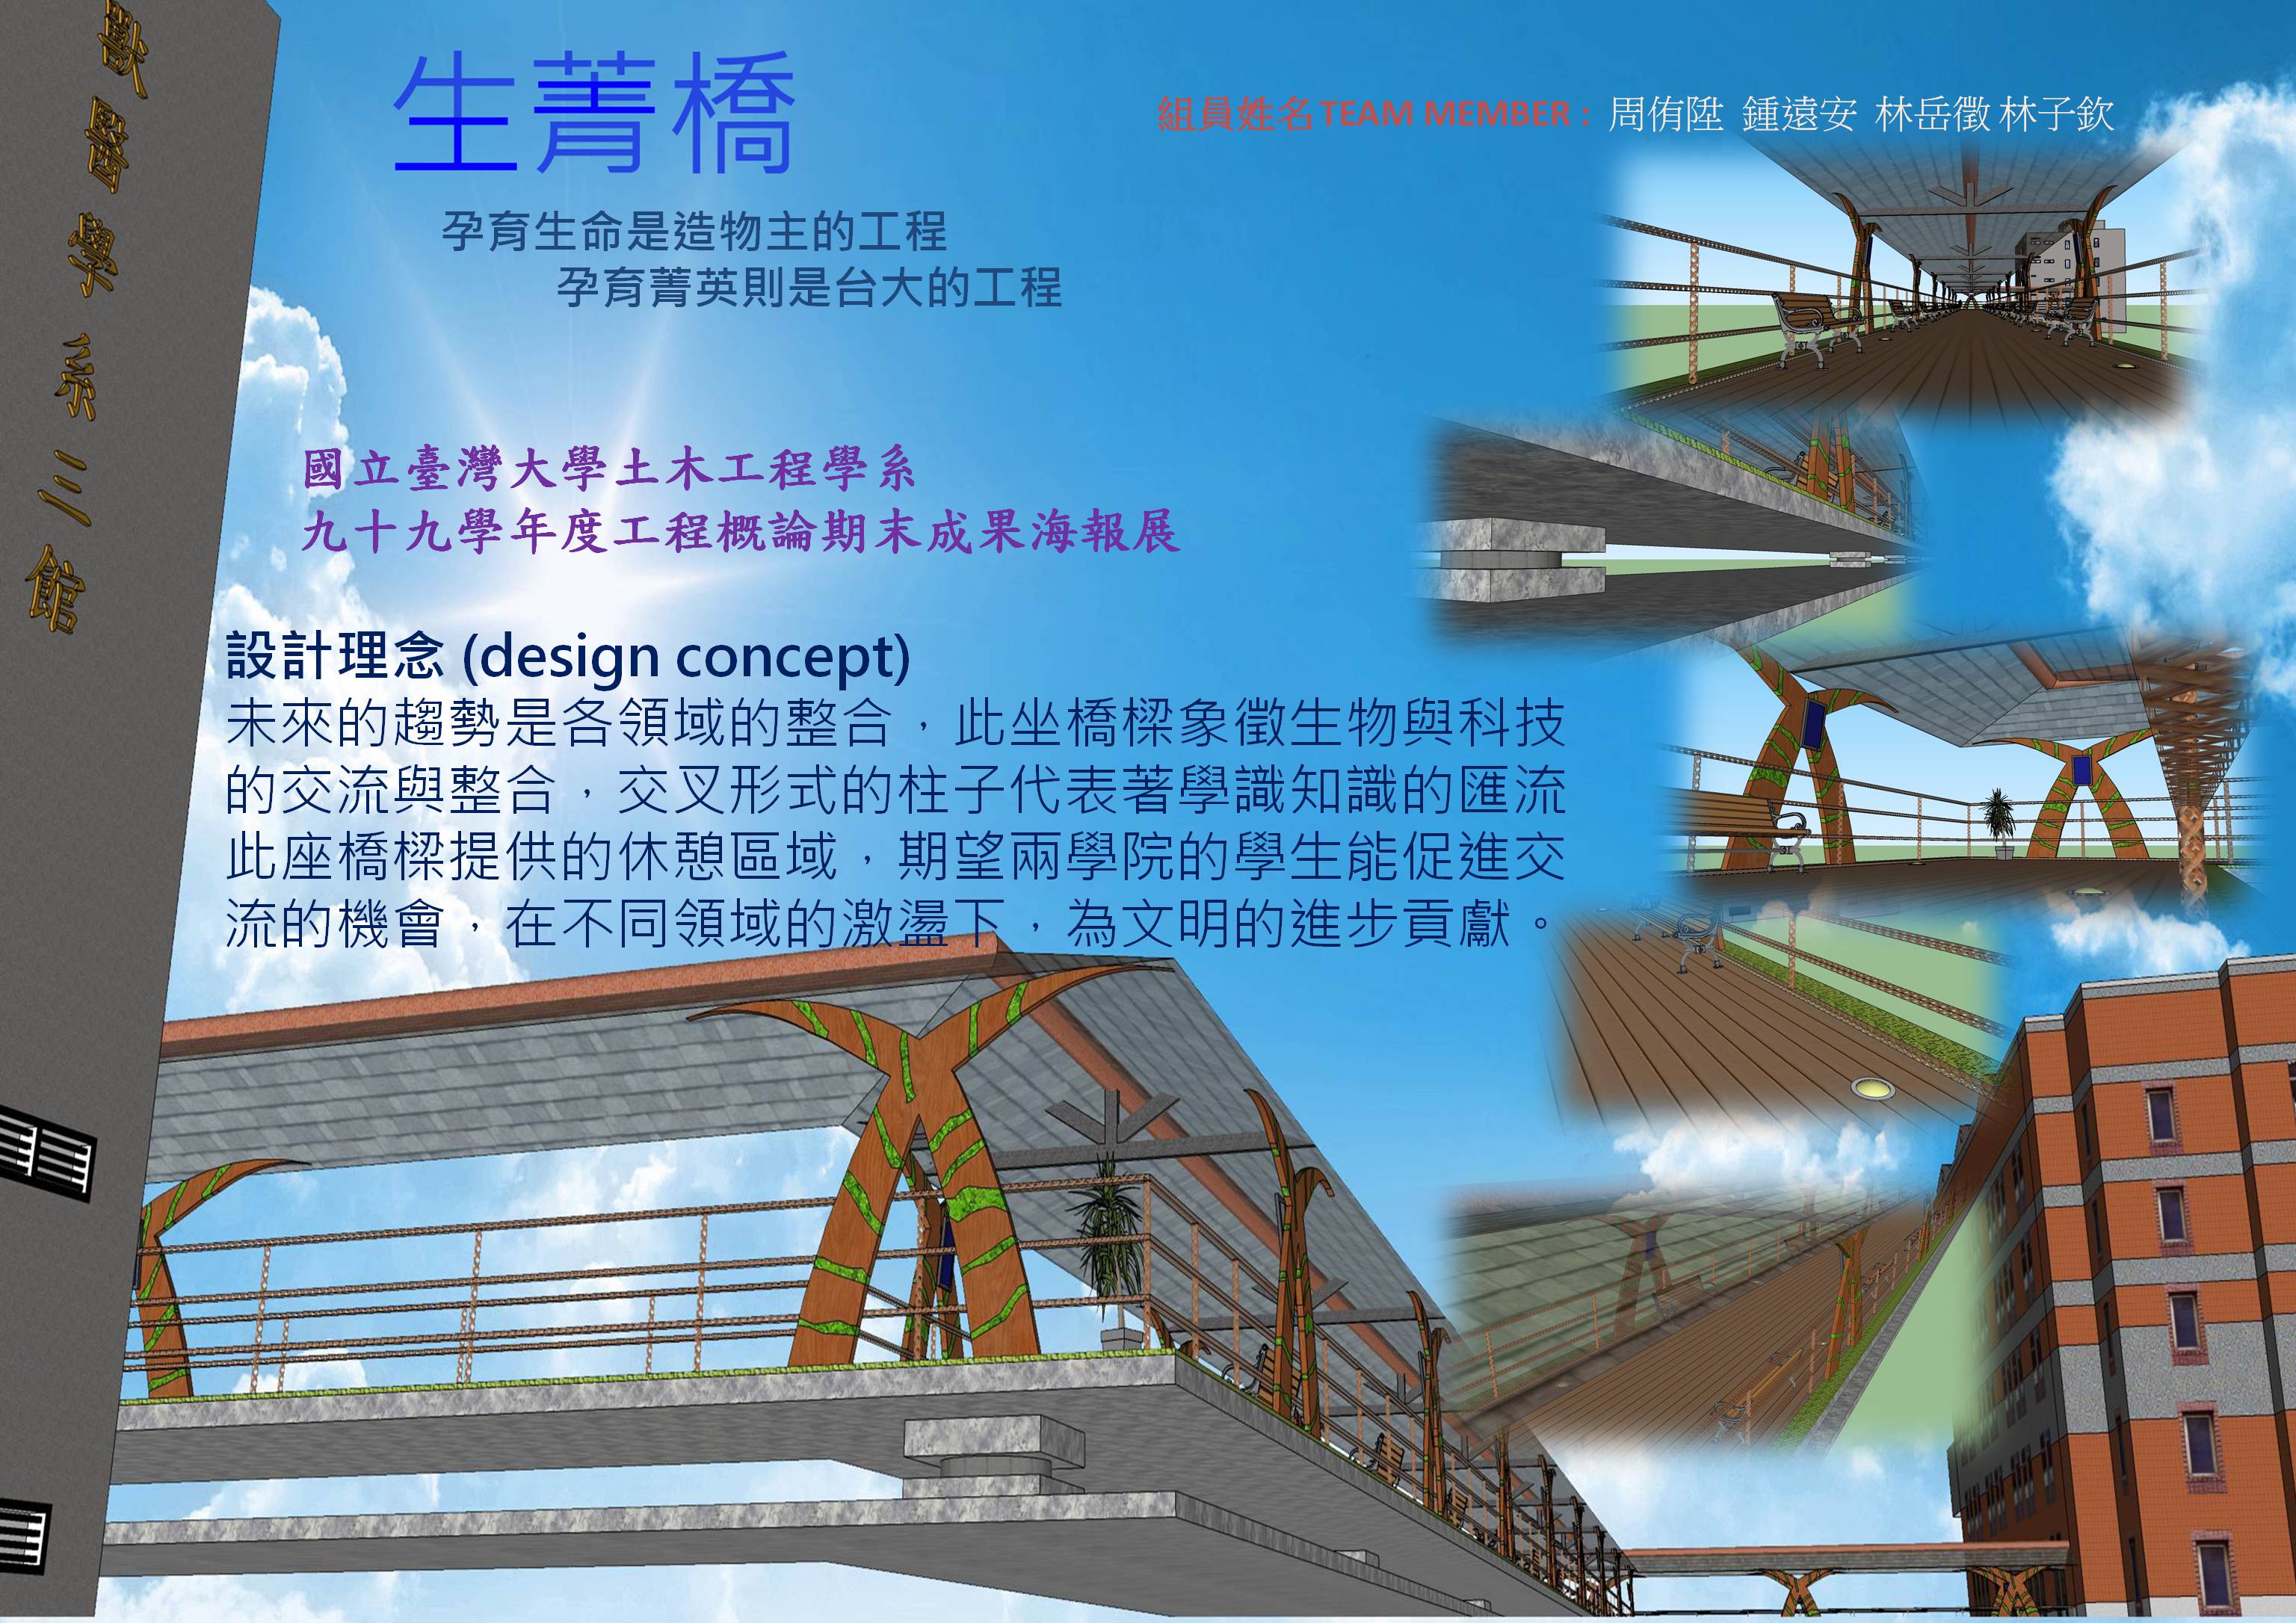 獸醫學系三館
生菁橋
組員姓名TEAM MEMBER : 周侑陞 鍾遠安 林岳徵 林子欽
孕育生命是造物主的工程
孕育菁英則是台大的工程
國立臺灣大學土木工程學系
九十九學年度工程概論期末成果海報展
設計理念 (design concept)
未來的趨勢是各領域的整合，此坐橋樑象徵生物與科技
的交流與整合，交叉形式的柱子代表著學識知識的匯流
此座橋樑提供的休憩區域，期望兩學院的學生能促進交
流的機會，在不同領域的激盪下，為文明的進步貢獻。